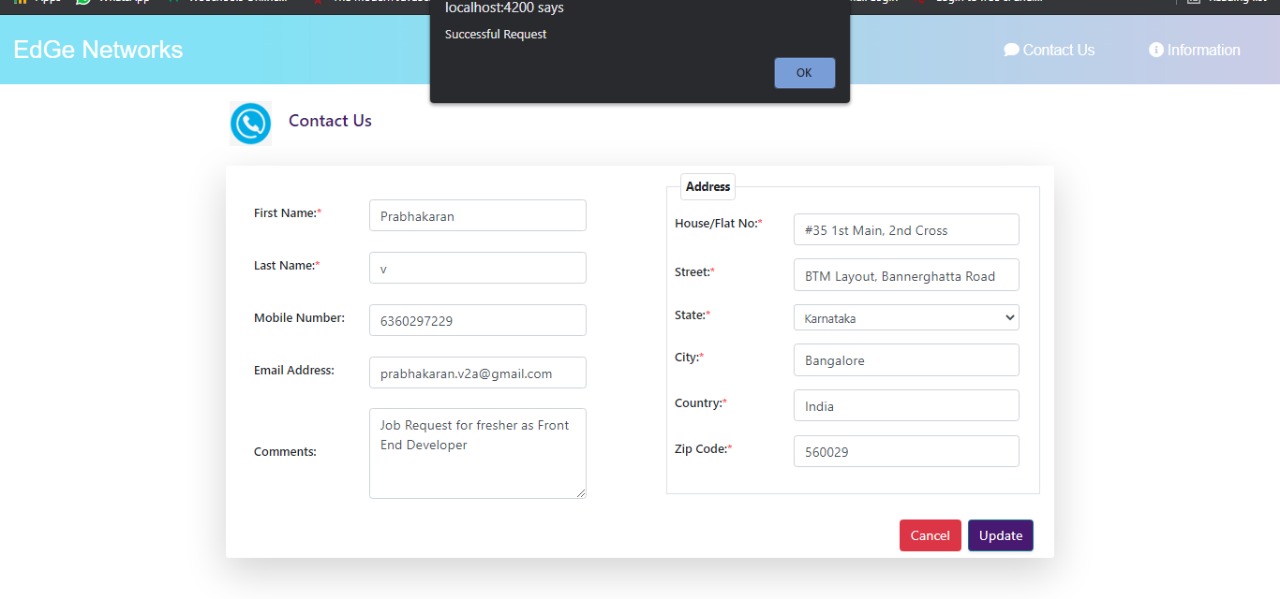 Apps
WhatsApp
localhost:4200 says
Successful Request
OK
EdGe Networks
Contact Us
Information
Contact Us
First Name:*
Prabhakaran
Last Name:*
v
Mobile Number:
6360297229
Email Address:
prabhakaran.v2a@gmail.com
Comments:
Job Request for fresher as Front
End Developer
Address
House/Flat No:*
#35 1st Main, 2nd Cross
Street:*
BTM Layout, Bannerghatta Road
State:*
Karnataka
City:*
Bangalore
Country:*
India
Zip Code:*
560029
Cancel
Update